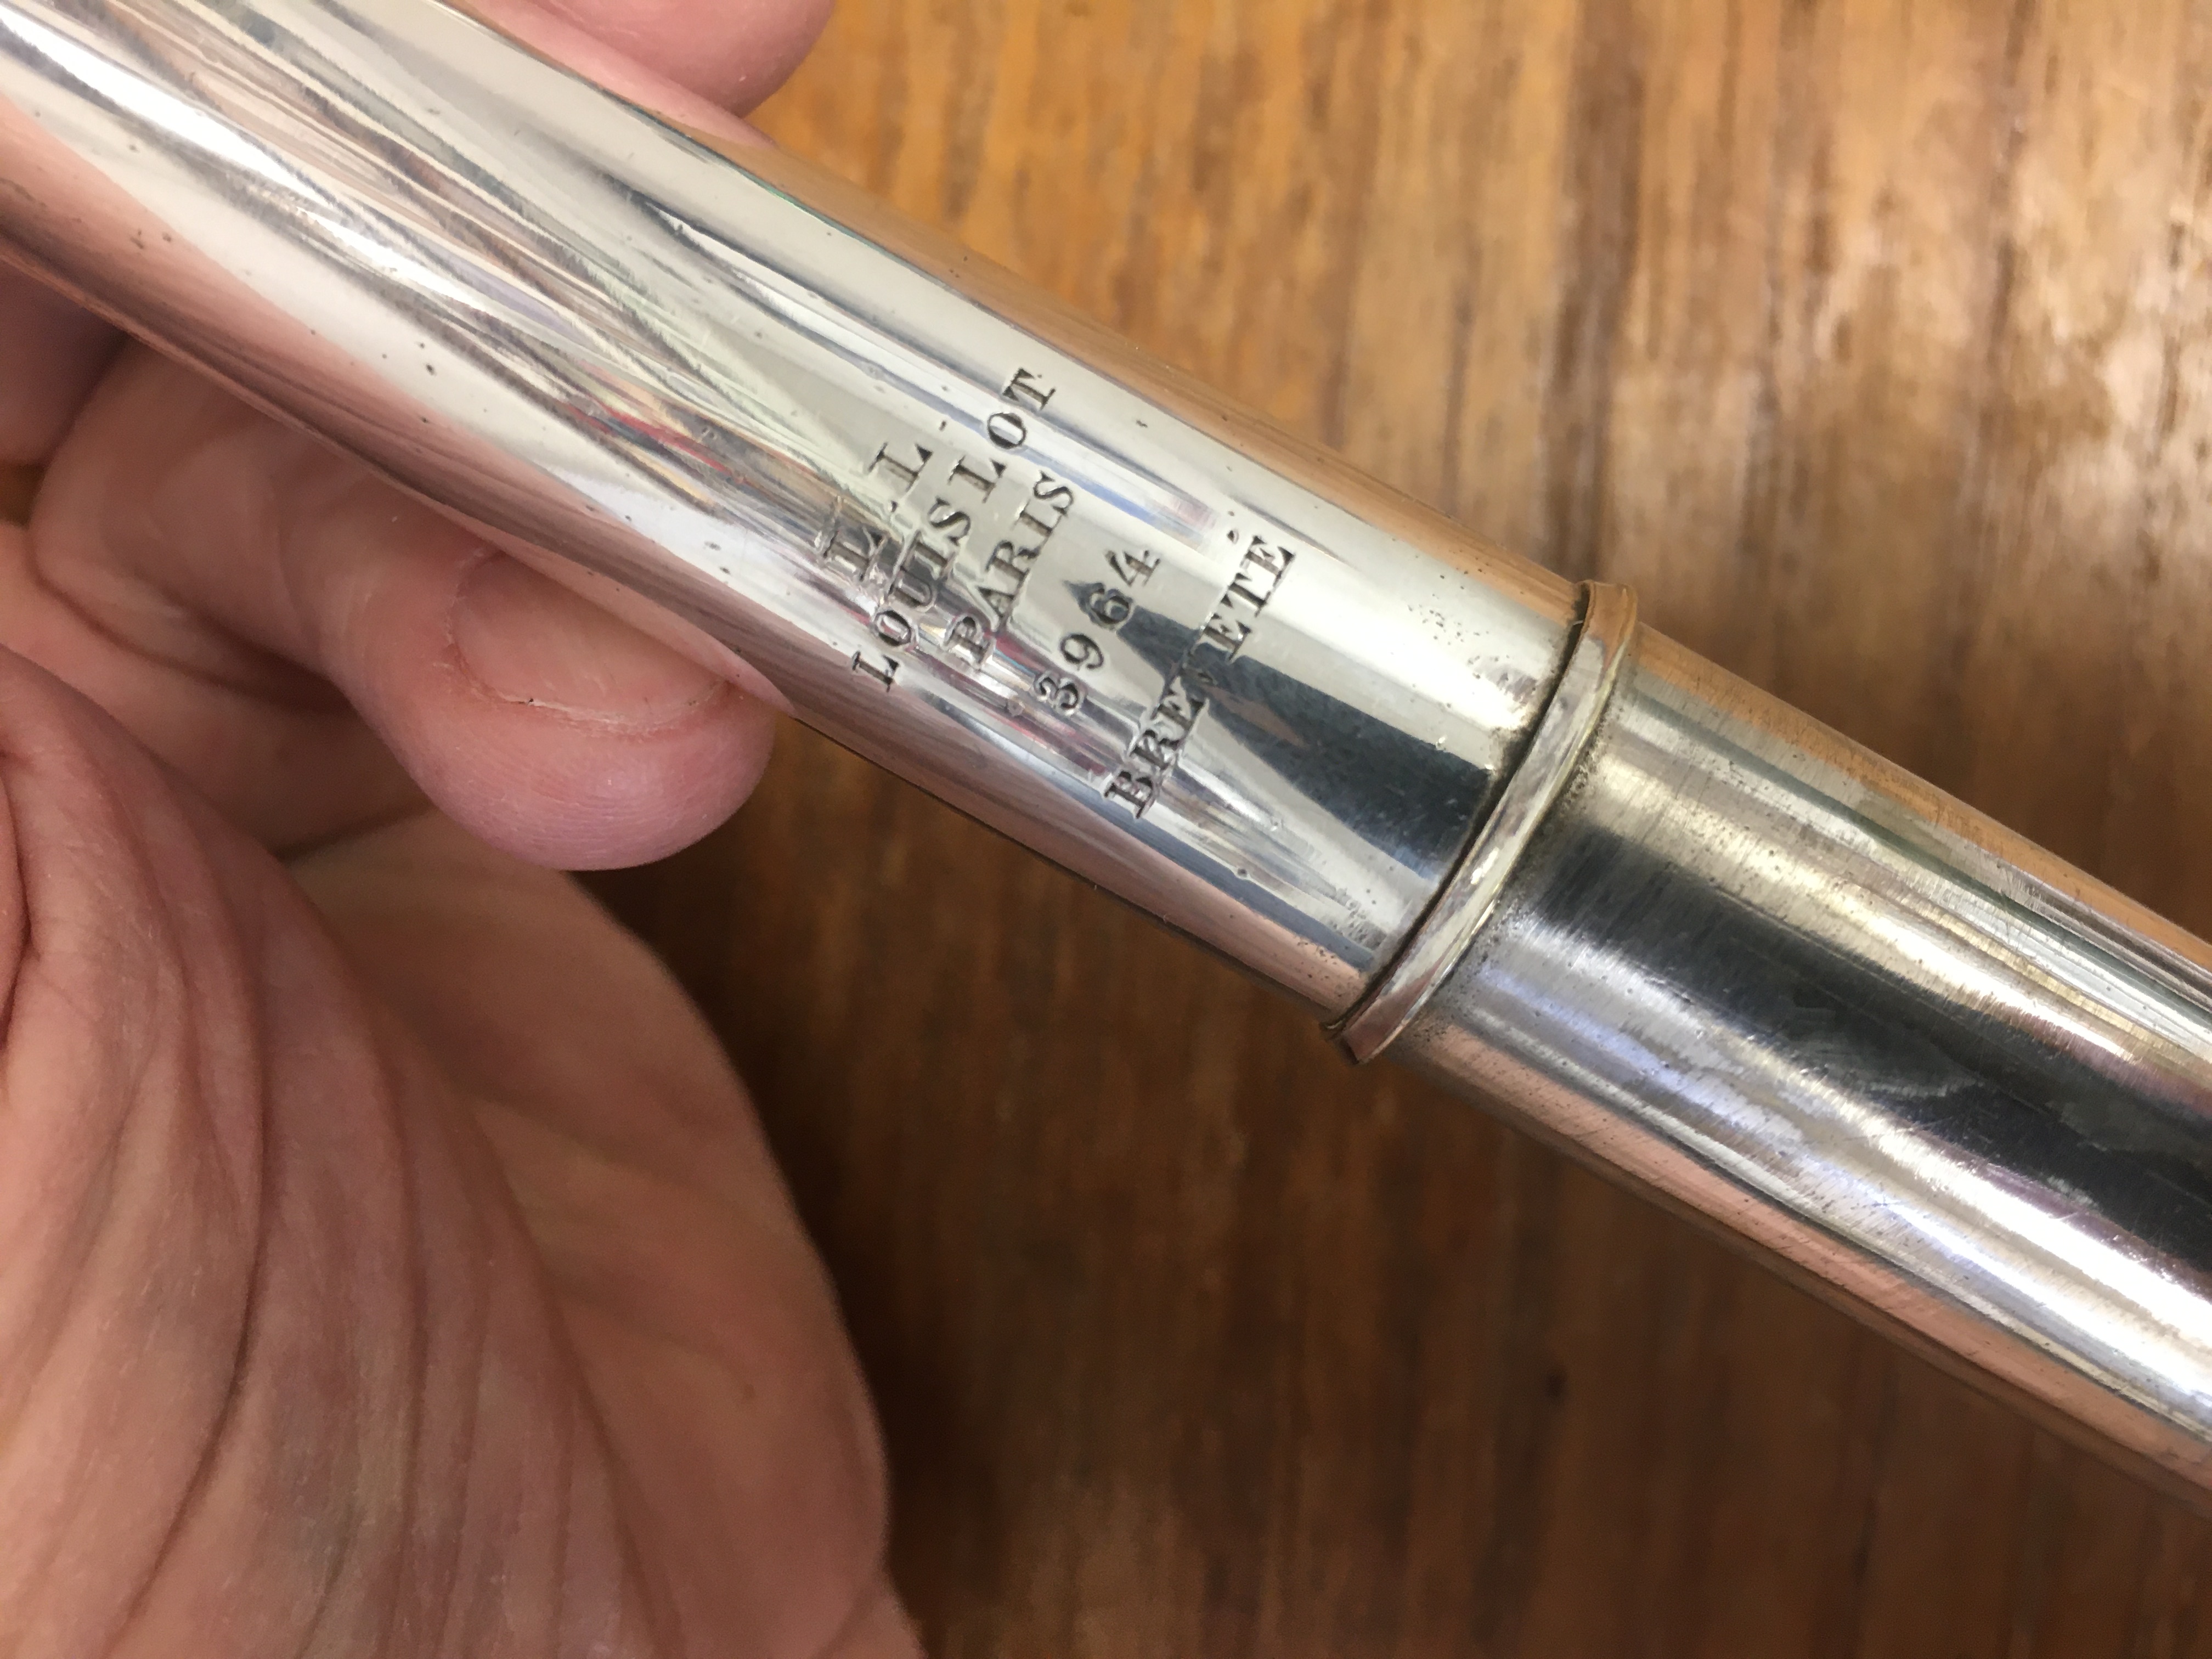 L.L.
LOUIS LOT
PARIS
3964
BREVETÉ